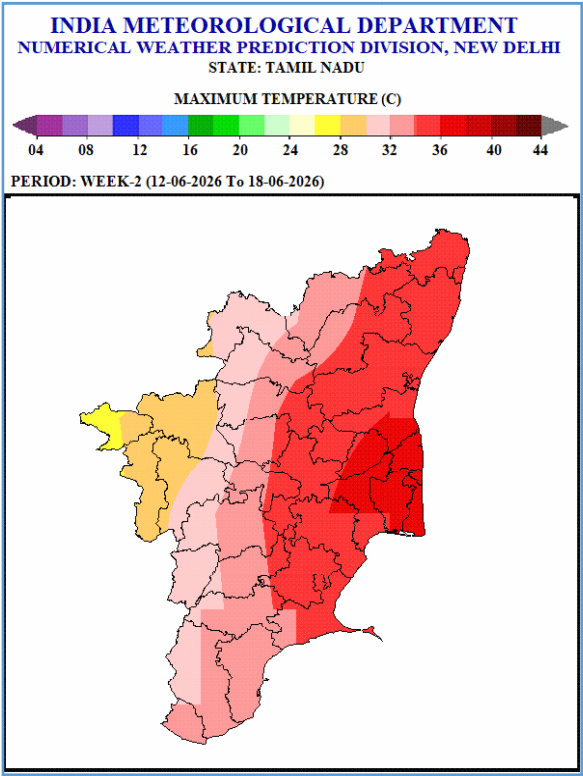 INDIA METEOROLOGICAL DEPARTMENT
NUMERICAL WEATHER PREDICTION DIVISION, NEW DELHI
STATE: TAMIL NADU
MAXIMUM TEMPERATURE (C)
04 08 12 16 20 24 28 32 36 40 44
PERIOD: WEEK-2 (12-06-2026 To 18-06-2026)